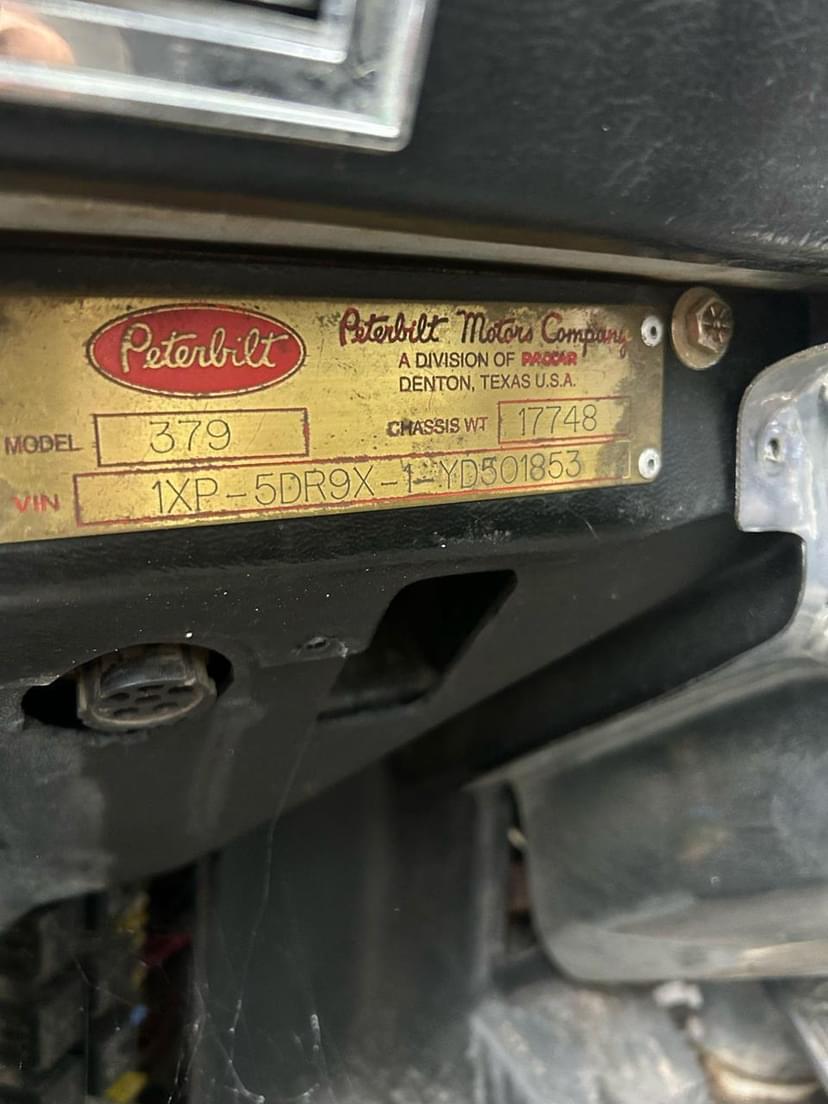 Peterbilt
Peterbilt Motors Company
A DIVISION OF PACCAR
DENTON, TEXAS U.S.A.
MODEL 379
CHASSIS WT 17748
VIN 1XP-5DR9X-1-YD501853